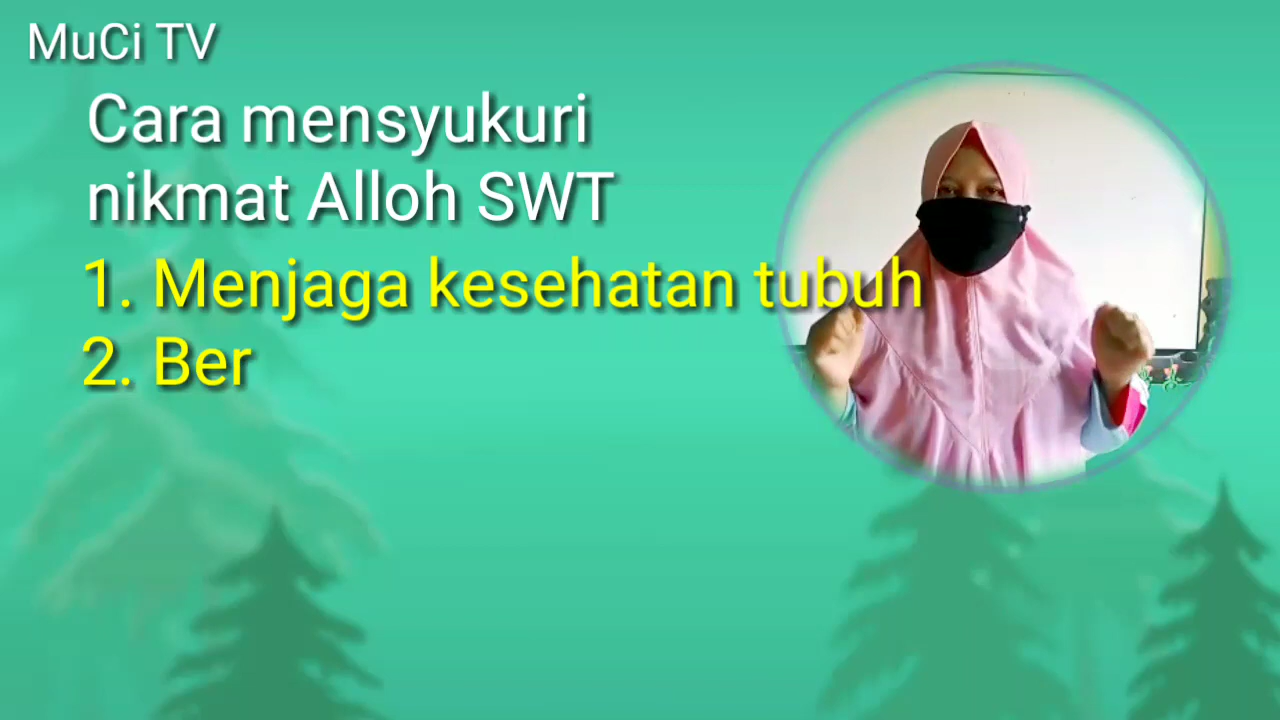 MuCi TV
Cara mensyukuri
nikmat Alloh SWT
1. Menjaga kesehatan tubuh
2. Ber